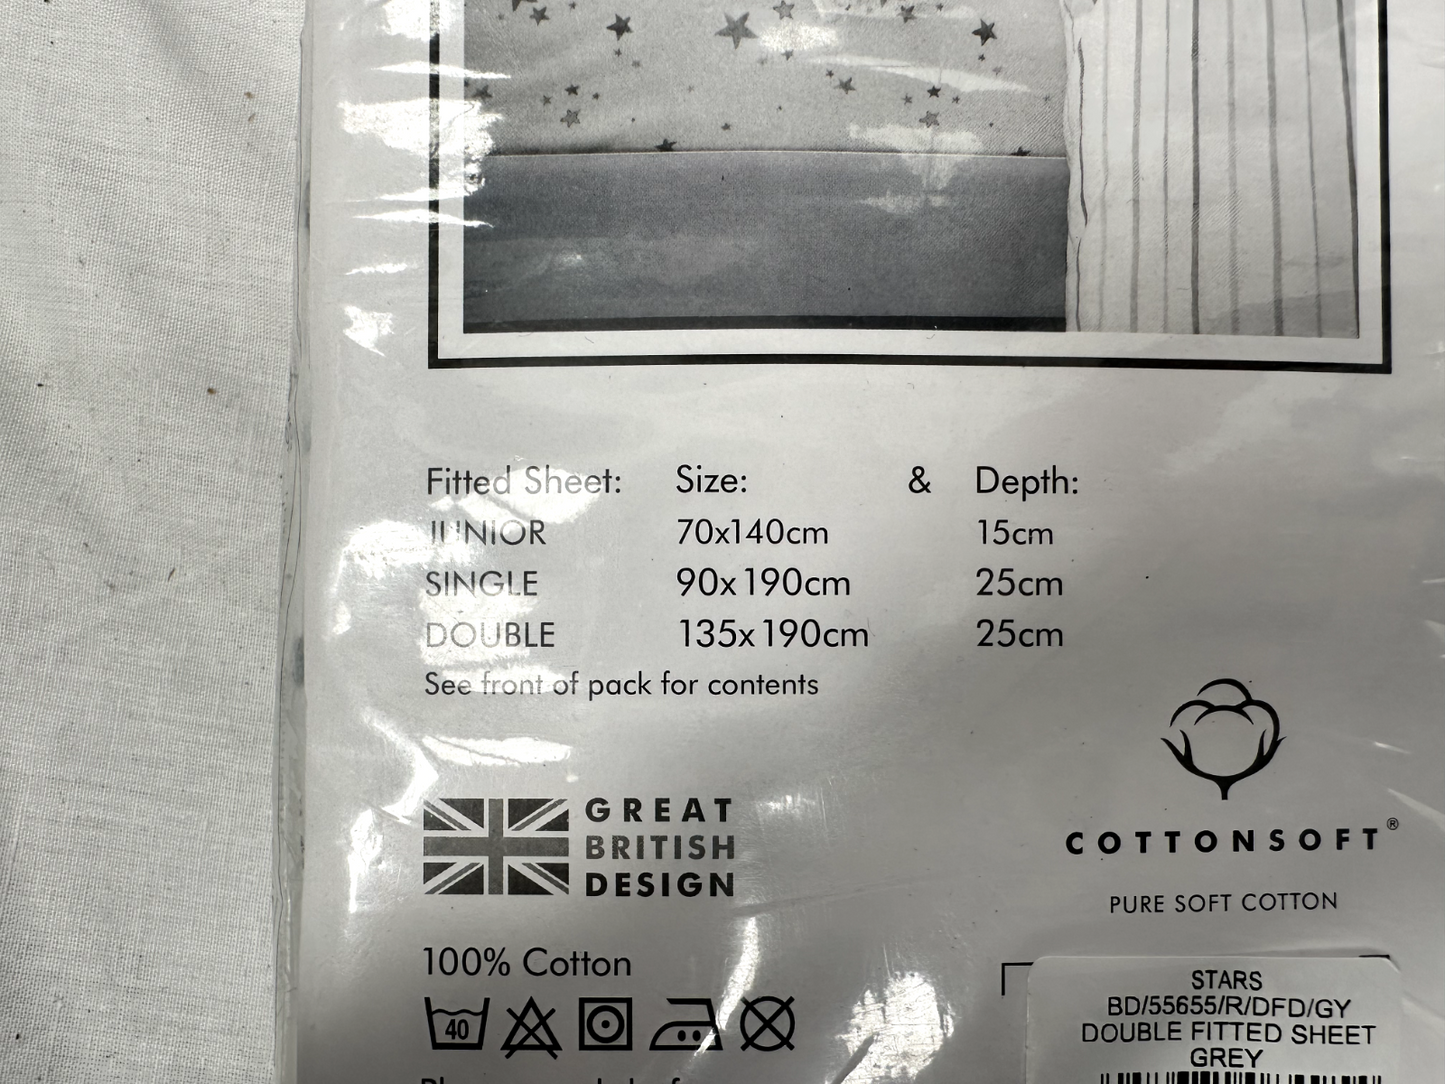 Fitted Sheet: Size: & Depth:
JUNIOR 70x140cm 15cm
SINGLE 90x190cm 25cm
DOUBLE 135x190cm 25cm
See front of pack for contents
GREAT
BRITISH
DESIGN
COTTONSOFT®
PURE SOFT COTTON
100% Cotton
40
STARS
BD/55655/R/DFD/GY
DOUBLE FITTED SHEET
GREY